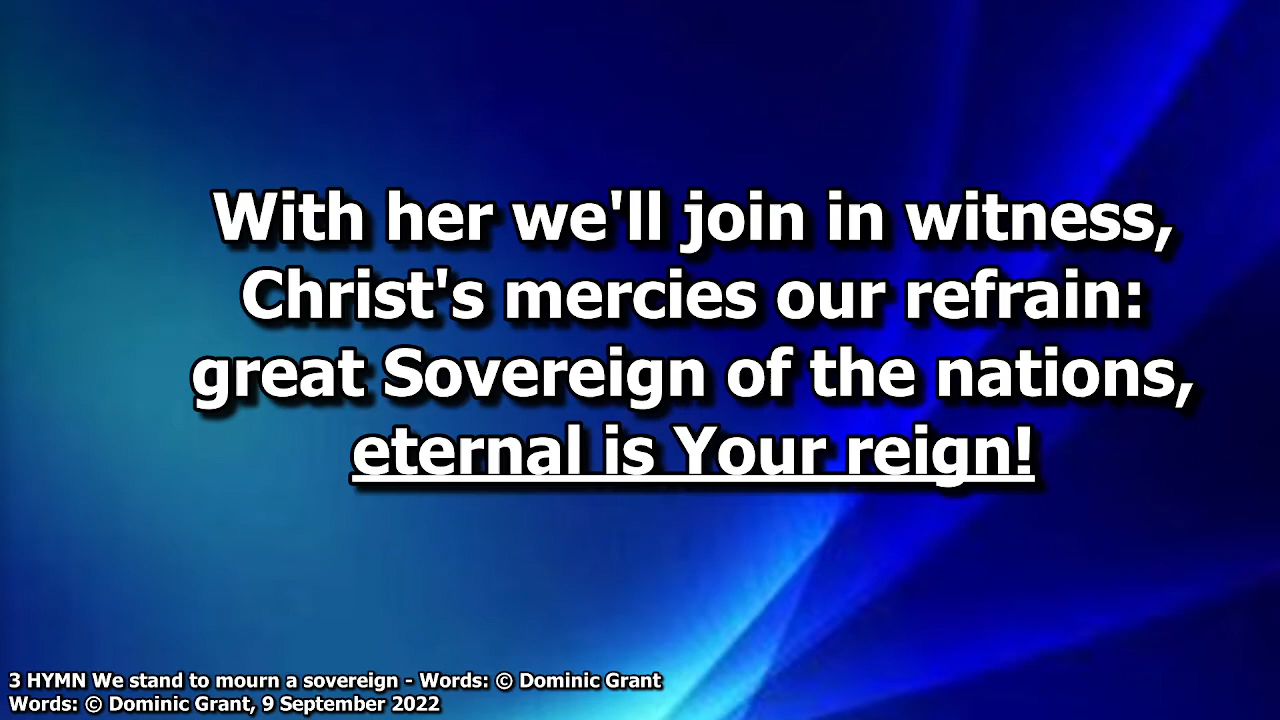 With her we'll join in witness,
Christ's mercies our refrain:
great Sovereign of the nations,
eternal is Your reign!
3 HYMN We stand to mourn a sovereign - Words: © Dominic Grant
Words: © Dominic Grant, 9 September 2022